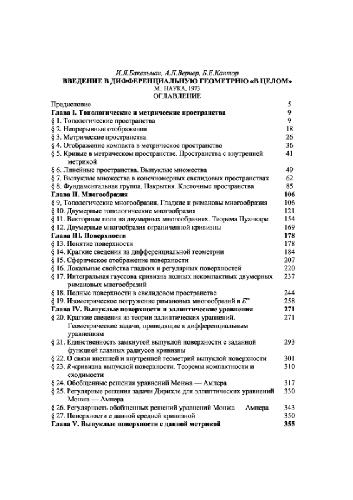 И.Я.Бакельман, А.Л.Вернер, Б.Е.Кантор
ВВЕДЕНИЕ В ДИФФЕРЕНЦИАЛЬНУЮ ГЕОМЕТРИЮ «В ЦЕЛОМ»
М. НАУКА, 1973
ОГЛАВЛЕНИЕ
Предисловие 5
Глава I. Топологические и метрические пространства 9
§ 1. Топологические пространства 9
§ 2. Непрерывные отображения 18
§ 3. Метрические пространства 26
§ 4. Отображение компакта в метрическое пространство 36
§ 5. Кривые в метрическом пространстве. Пространства с внутренней 41
метрикой
§ 6. Линейные пространства. Выпуклые множества 49
§ 7. Выпуклые множества в конечномерных евклидовых пространствах 62
§ 8. Фундаментальная группа. Накрытия. Клеточные пространства 85
Глава II. Многообразия 106
§ 9. Топологические многообразия. Гладкие и римановы многообразия 106
§ 10. Двумерные топологические многообразия 121
§ 11. Векторные поля на двумерных многообразиях. Теорема Пуанкаре 154
§ 12. Двумерные многообразия ограниченной кривизны 169
Глава III. Поверхности 178
§ 13. Понятие поверхности 178
§ 14. Краткие сведения из дифференциальной геометрии 184
§ 15. Сферическое отображение поверхности 207
§ 16. Локальные свойства гладких и регулярных поверхностей 220
§ 17. Интегральная гауссова кривизна полных некомпактных двумерных 237
римановых многообразий
§ 18. Полные поверхности в евклидовом пространстве 244
§ 19. Изометрическое погружение римановых многообразий в Eⁿ 258
Глава IV. Выпуклые поверхности и эллиптические уравнения 271
§ 20. Краткие сведения из теории эллиптических уравнений. 271
Геометрические задачи, приводящие к дифференциальным
уравнениям
§ 21. Единственность замкнутой выпуклой поверхности с заданной 293
функцией главных радиусов кривизны
§ 22. О связи внешней и внутренней геометрий выпуклой поверхности 301
§ 23. R-кривизна выпуклой поверхности. Теоремы компактности и
сходимости
§ 24. Обобщенные решения уравнений Монжа — Ампера 317
§ 25. Регулярные решения задачи Дирихле для эллиптических уравнений 330
Монжа — Ампера
§ 26. Регулярность обобщенных решений уравнений Монжа — Ампера 343
§ 27. Поверхности с данной средней кривизной 350
Глава V. Выпуклые поверхности с данной метрикой 355